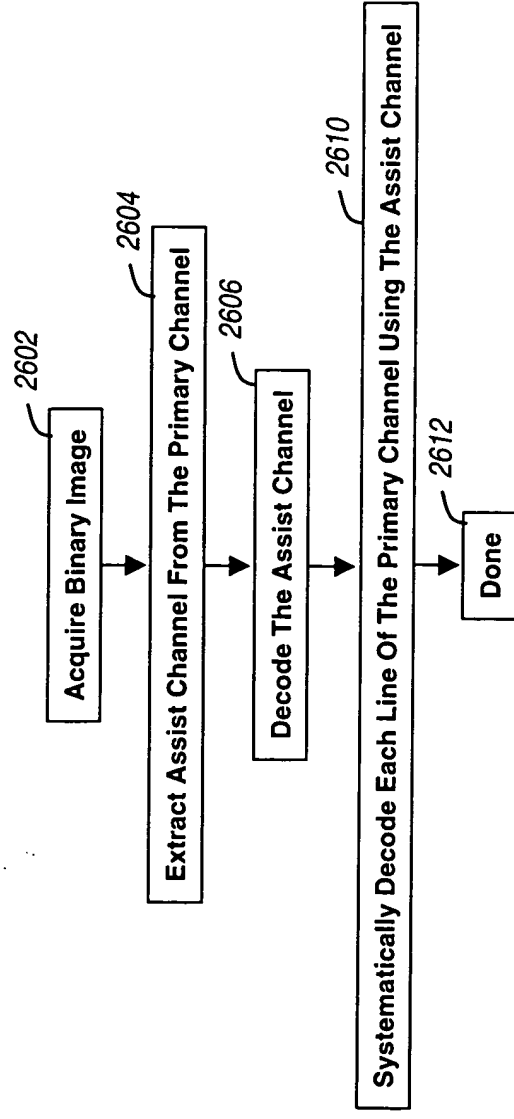 2602
Acquire Binary Image
2604
Extract Assist Channel From The Primary Channel
2606
Decode The Assist Channel
2610
Systematically Decode Each Line Of The Primary Channel Using The Assist Channel
2612
Done